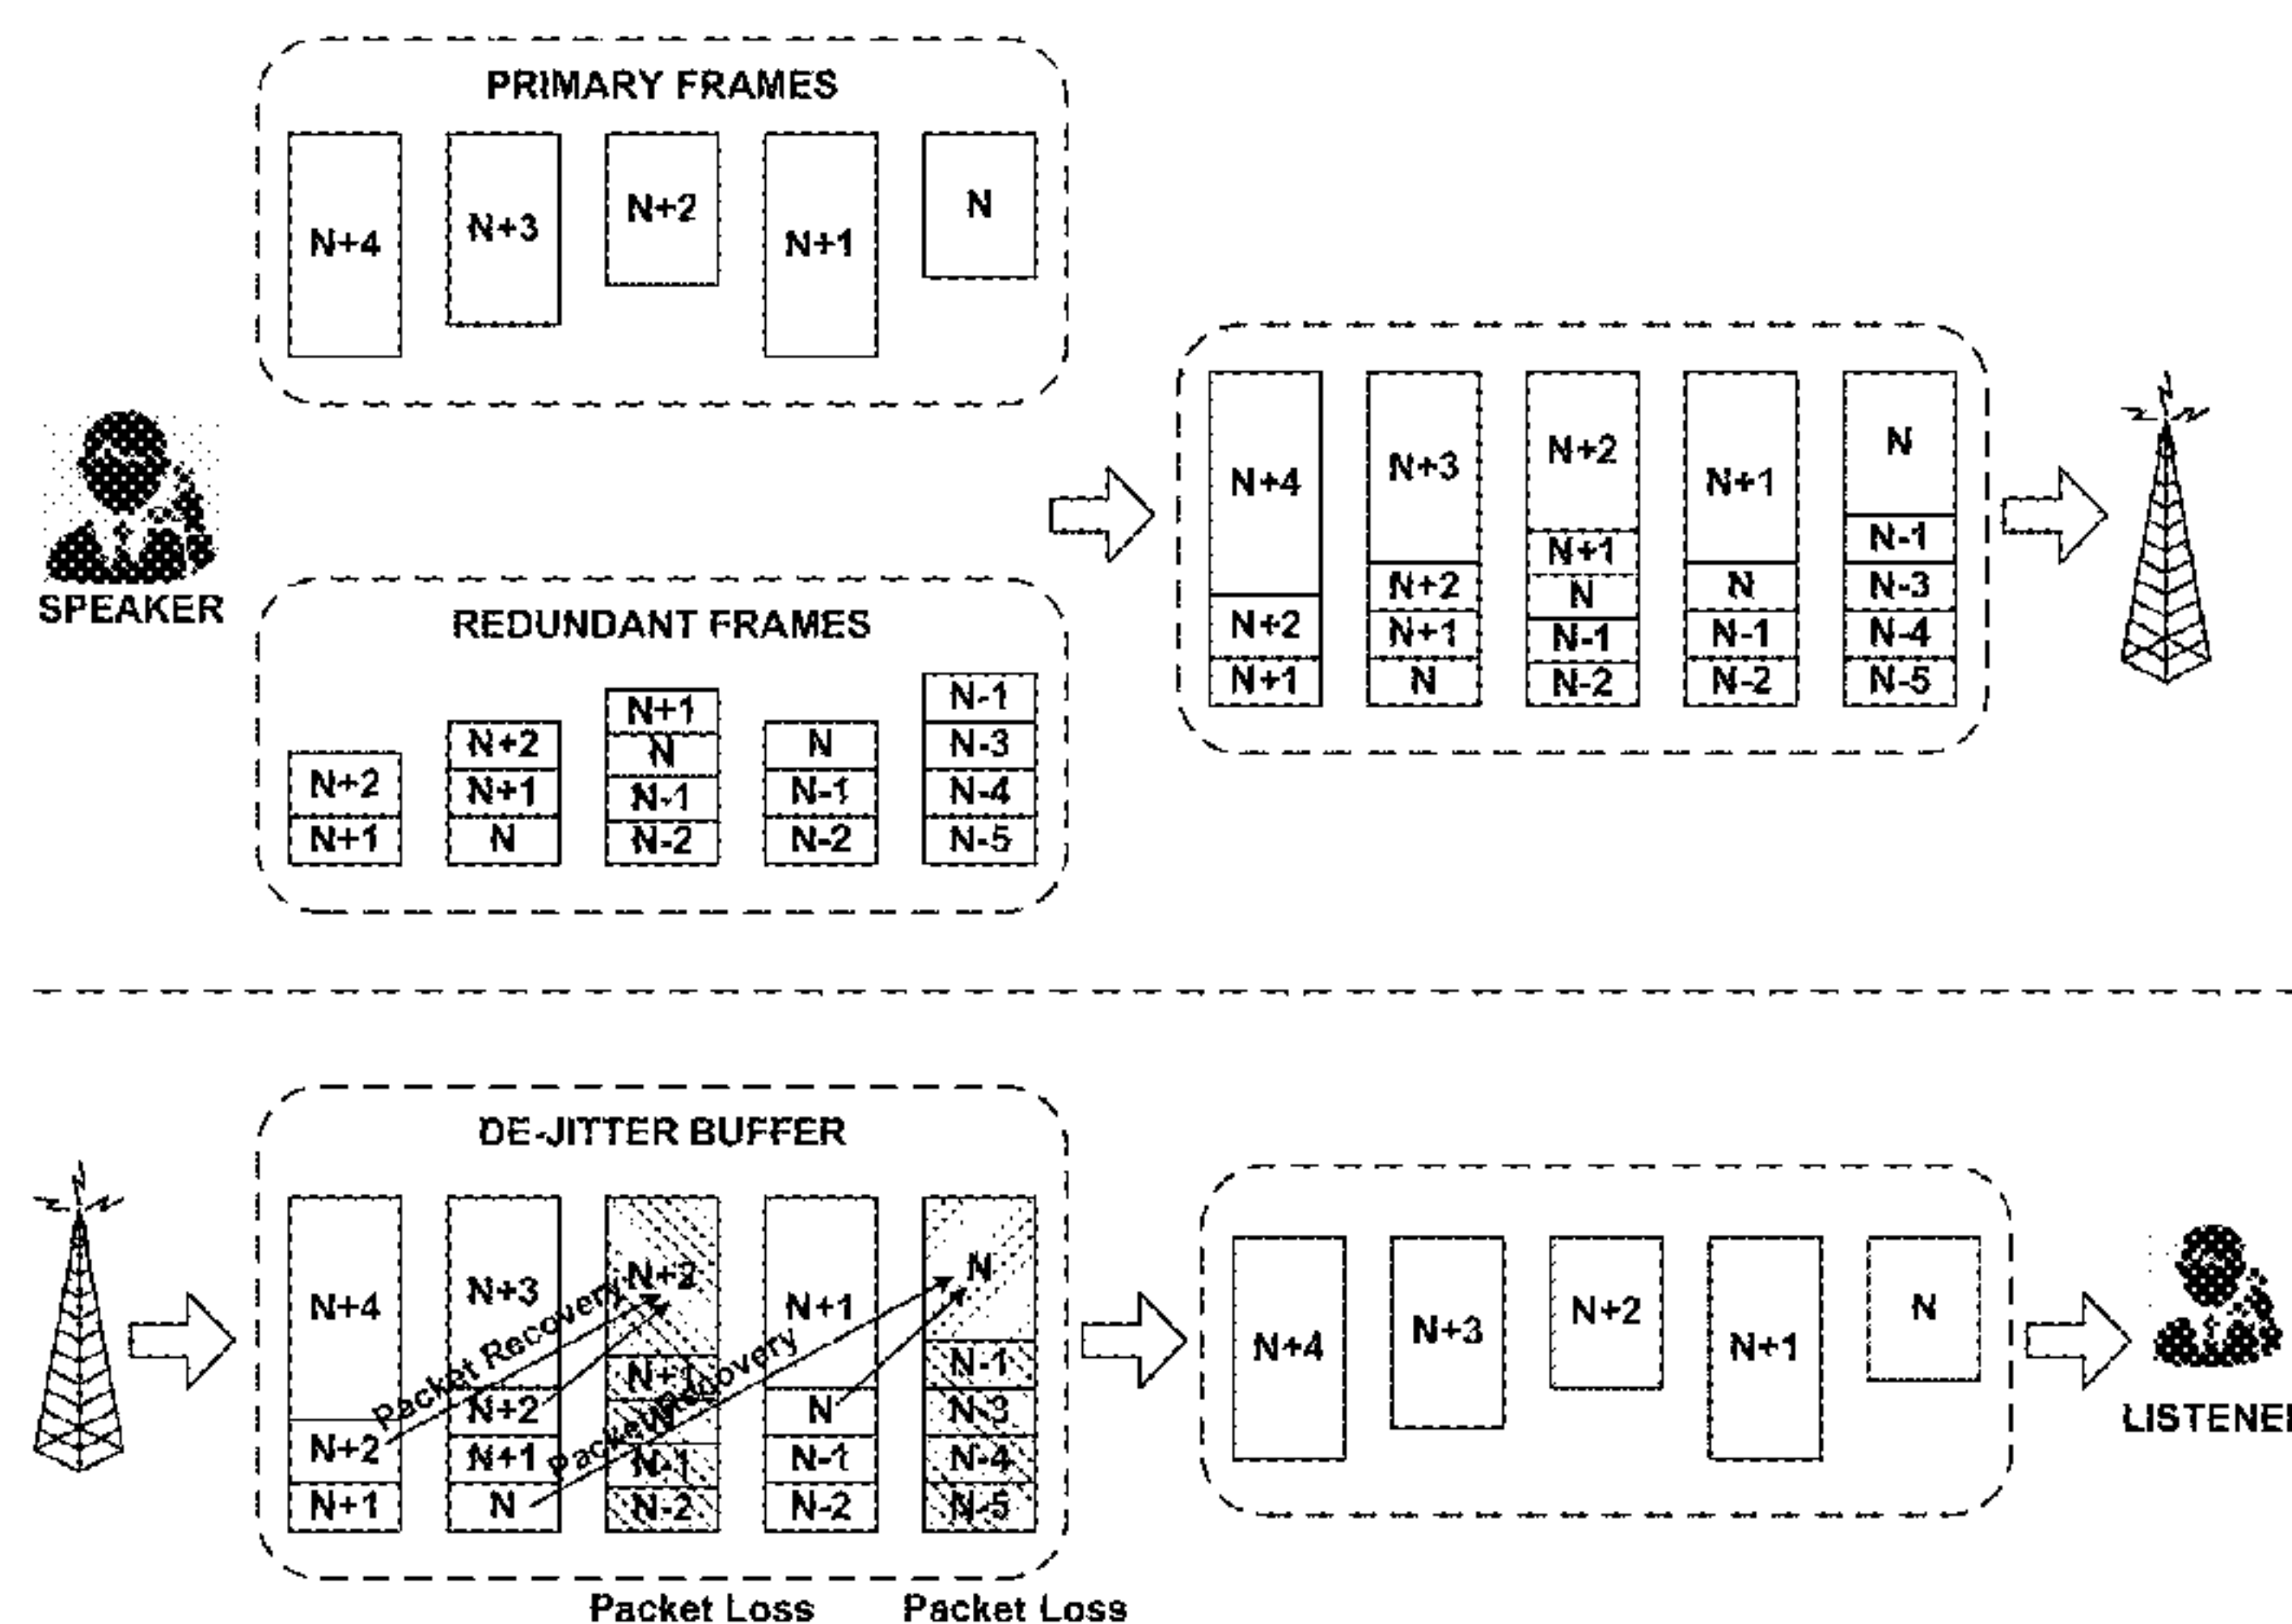 PRIMARY FRAMES
N+4 N+3 N+2 N+1 N
SPEAKER
REDUNDANT FRAMES
N+2 N+1
N+2 N+1 N
N+1 N N-1 N-2
N N-1 N-2
N-1 N-3 N-4 N-5
N+4 N+2 N+1
N+3 N+2 N+1 N
N+2 N+1 N N-1 N-2
N+1 N N-1 N-2
N N-1 N-3 N-4 N-5
DE-JITTER BUFFER
N+4 N+2 N+1
N+3 N+2 N+1 N
N+2 N+1 N N-1 N-2
N+1 N N-1 N-2
N N-1 N-3 N-4 N-5
Packet Recovery
Packet Recovery
Packet Loss
Packet Loss
N+4 N+3 N+2 N+1 N
LISTENE